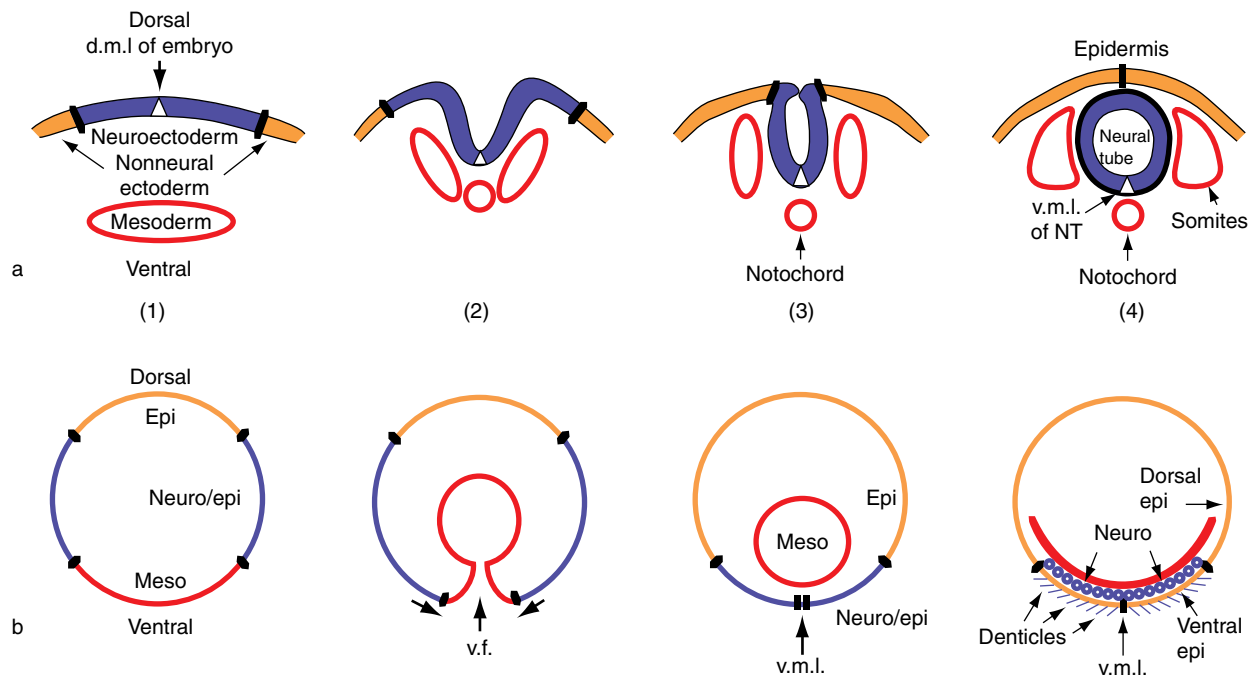 Dorsal
d.m.l of embryo
Neuroectoderm
Nonneural
ectoderm
Mesoderm
Ventral
a
(1)
(2)
Notochord
(3)
Epidermis
Neural
tube
v.m.l.
of NT
Somites
Notochord
(4)
Dorsal
Epi
Neuro/epi
Meso
Ventral
b
v.f.
Epi
Meso
Neuro/epi
v.m.l.
Dorsal
epi
Neuro
Denticles
Ventral
epi
v.m.l.